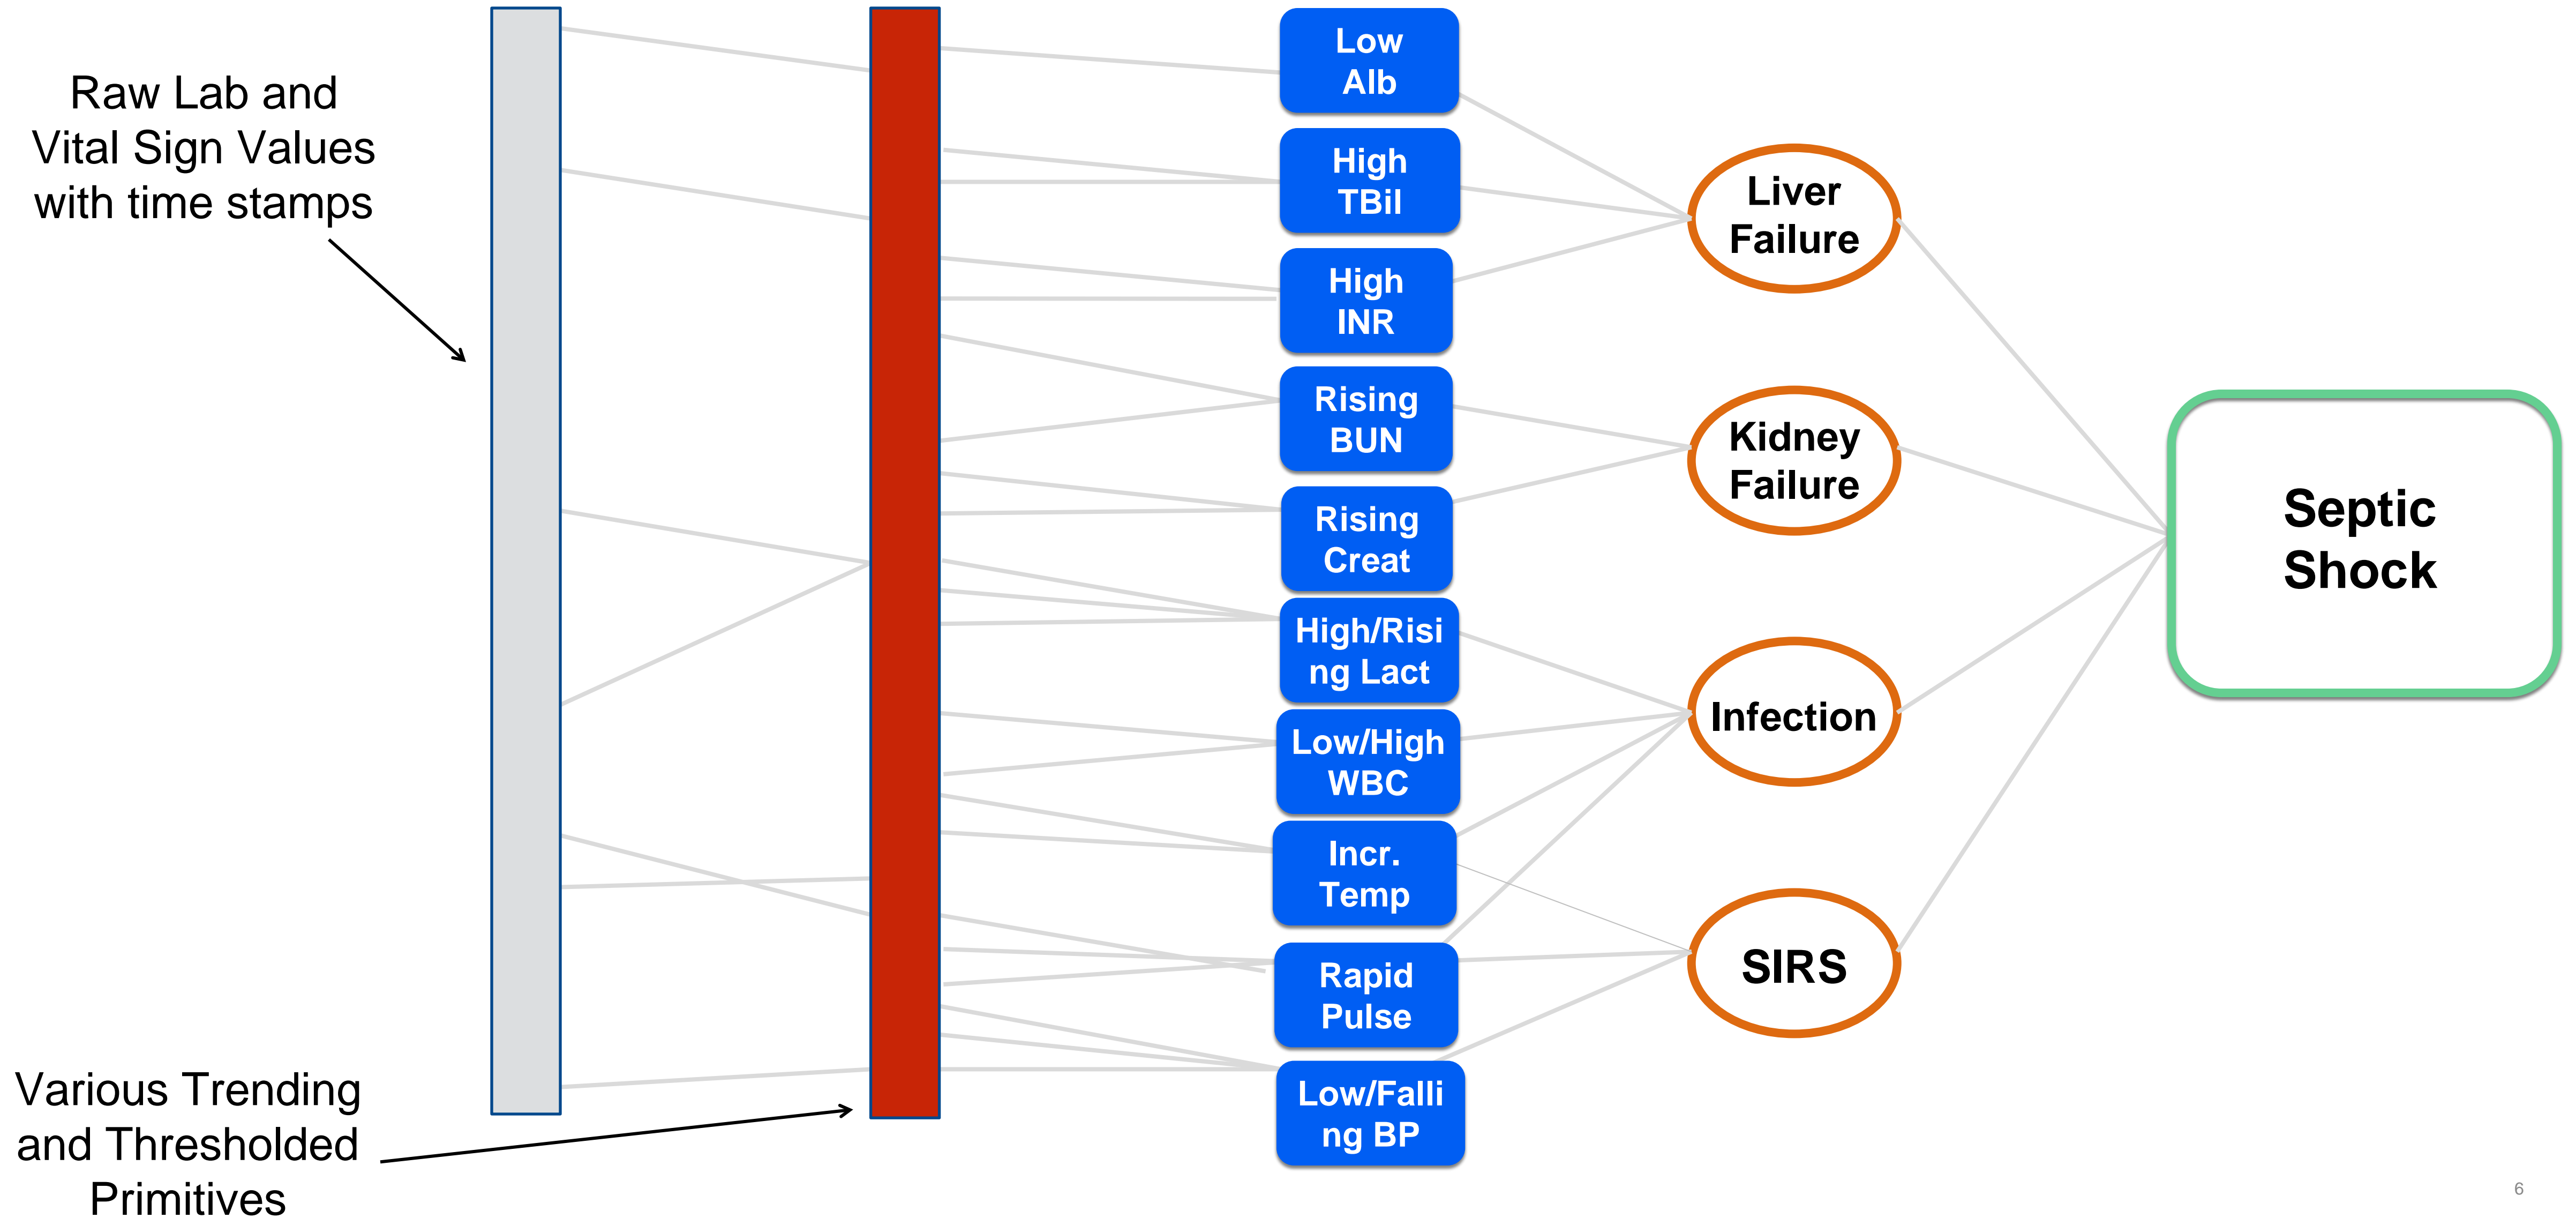 Raw Lab and
Vital Sign Values
with time stamps
Various Trending
and Thresholded
Primitives
Low
Alb
High
TBil
High
INR
Rising
BUN
Rising
Creat
High/Risi
ng Lact
Low/High
WBC
Incr.
Temp
Rapid
Pulse
Low/Falli
ng BP
Liver
Failure
Kidney
Failure
Infection
SIRS
Septic
Shock
6